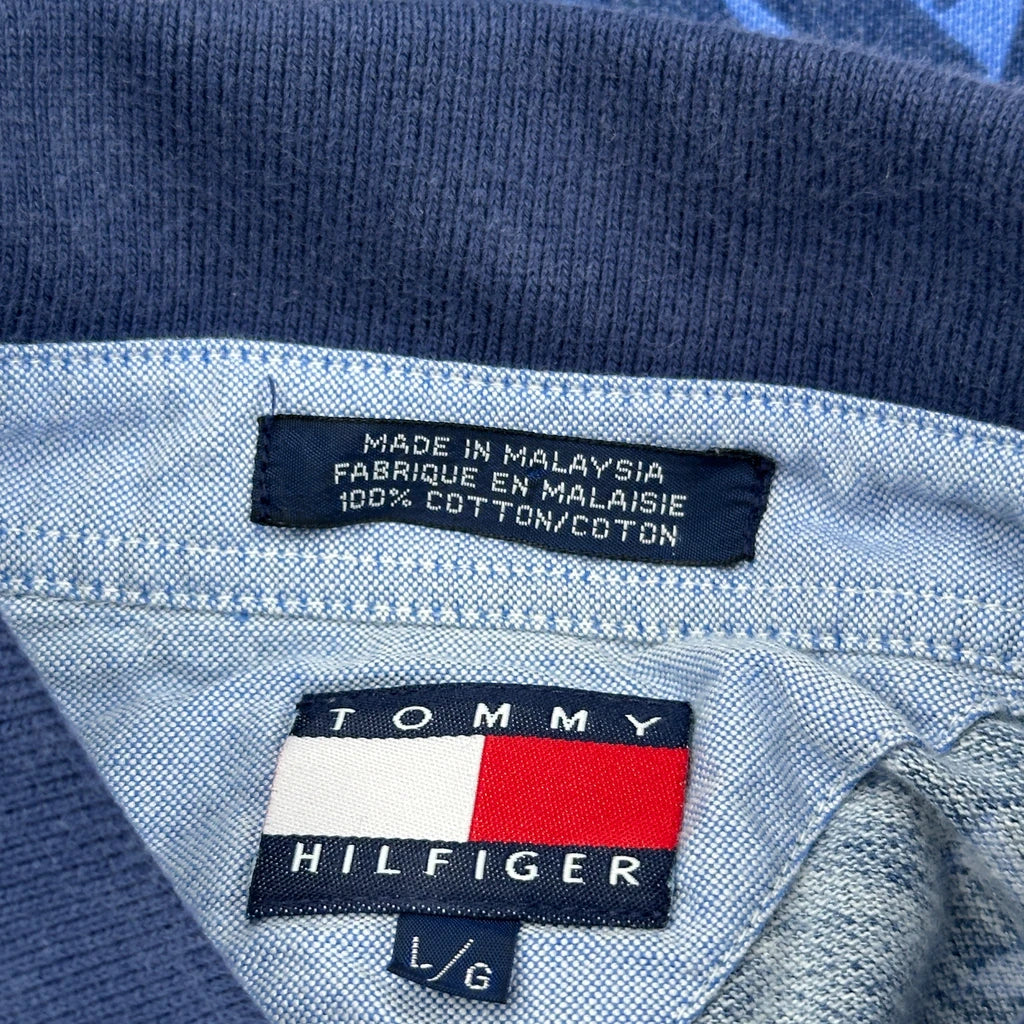 MADE IN MALAYSIA
FABRIQUE EN MALAISIE
100% COTTON/COTON
TOMMY
HILFIGER
L/G